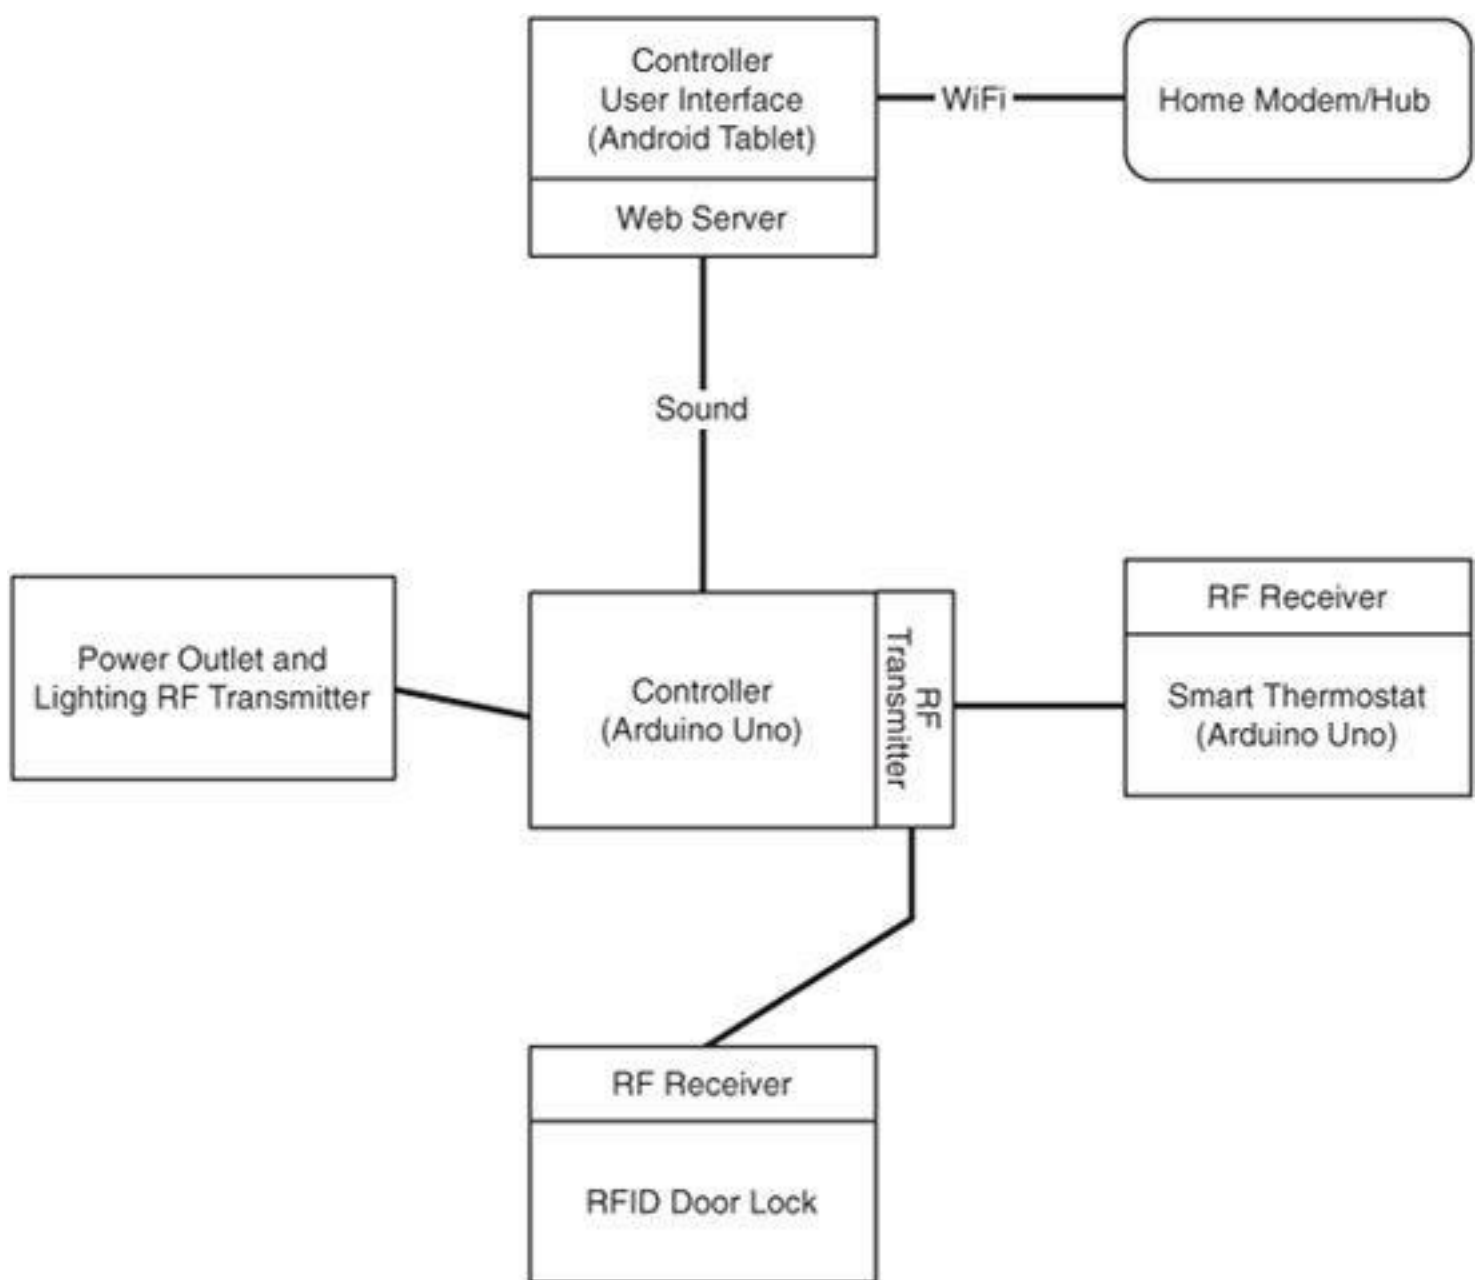 Controller
User Interface
(Android Tablet)
Web Server
WiFi
Home Modem/Hub
Sound
Power Outlet and
Lighting RF Transmitter
Controller
(Arduino Uno)
RF
Transmitter
RF Receiver
Smart Thermostat
(Arduino Uno)
RF Receiver
RFID Door Lock